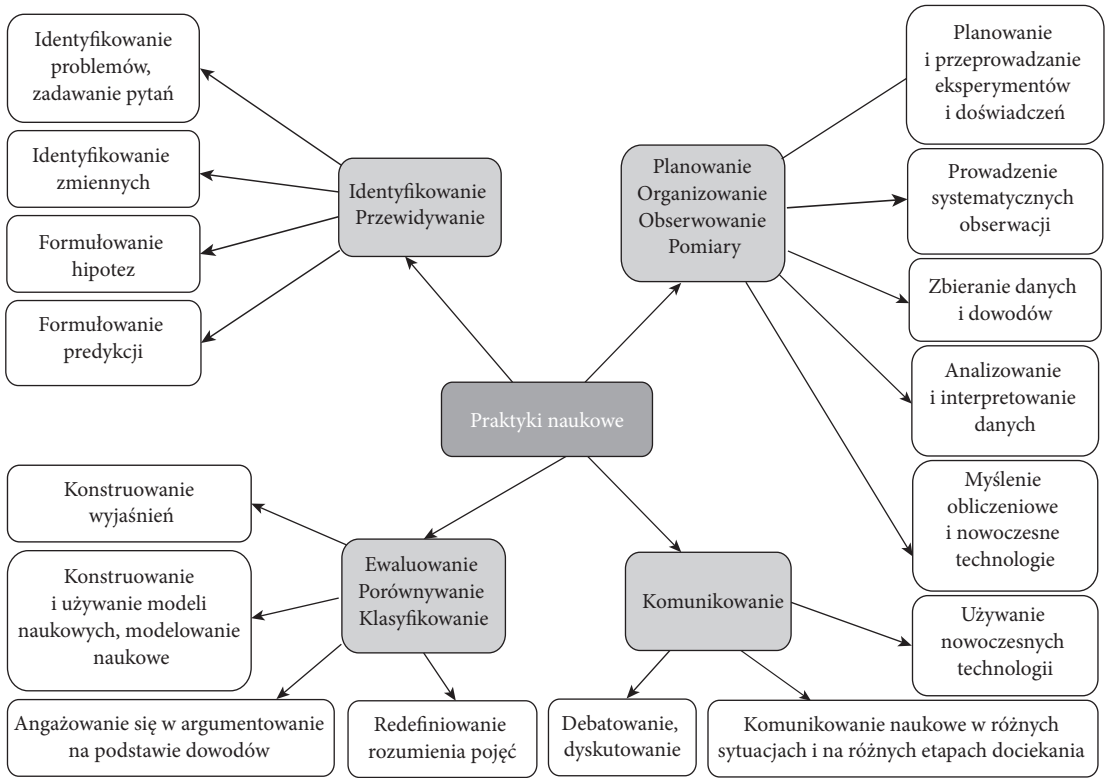 Identyfikowanie
problemów,
zadawanie pytań
Identyfikowanie
zmiennych
Formułowanie
hipotez
Formułowanie
predykcji
Identyfikowanie
Przewidywanie
Planowanie
Organizowanie
Obserwowanie
Pomiary
Planowanie
i przeprowadzanie
eksperymentów
i doświadczeń
Prowadzenie
systematycznych
obserwacji
Zbieranie danych
i dowodów
Analizowanie
i interpretowanie
danych
Myślenie
obliczeniowe
i nowoczesne
technologie
Praktyki naukowe
Konstruowanie
wyjaśnień
Konstruowanie
i używanie modeli
naukowych, modelowanie
naukowe
Ewaluowanie
Porównywanie
Klasyfikowanie
Komunikowanie
Używanie
nowoczesnych
technologii
Angażowanie się w argumentowanie
na podstawie dowodów
Redefiniowanie
rozumienia pojęć
Debatowanie,
dyskutowanie
Komunikowanie naukowe w różnych
sytuacjach i na różnych etapach dociekania